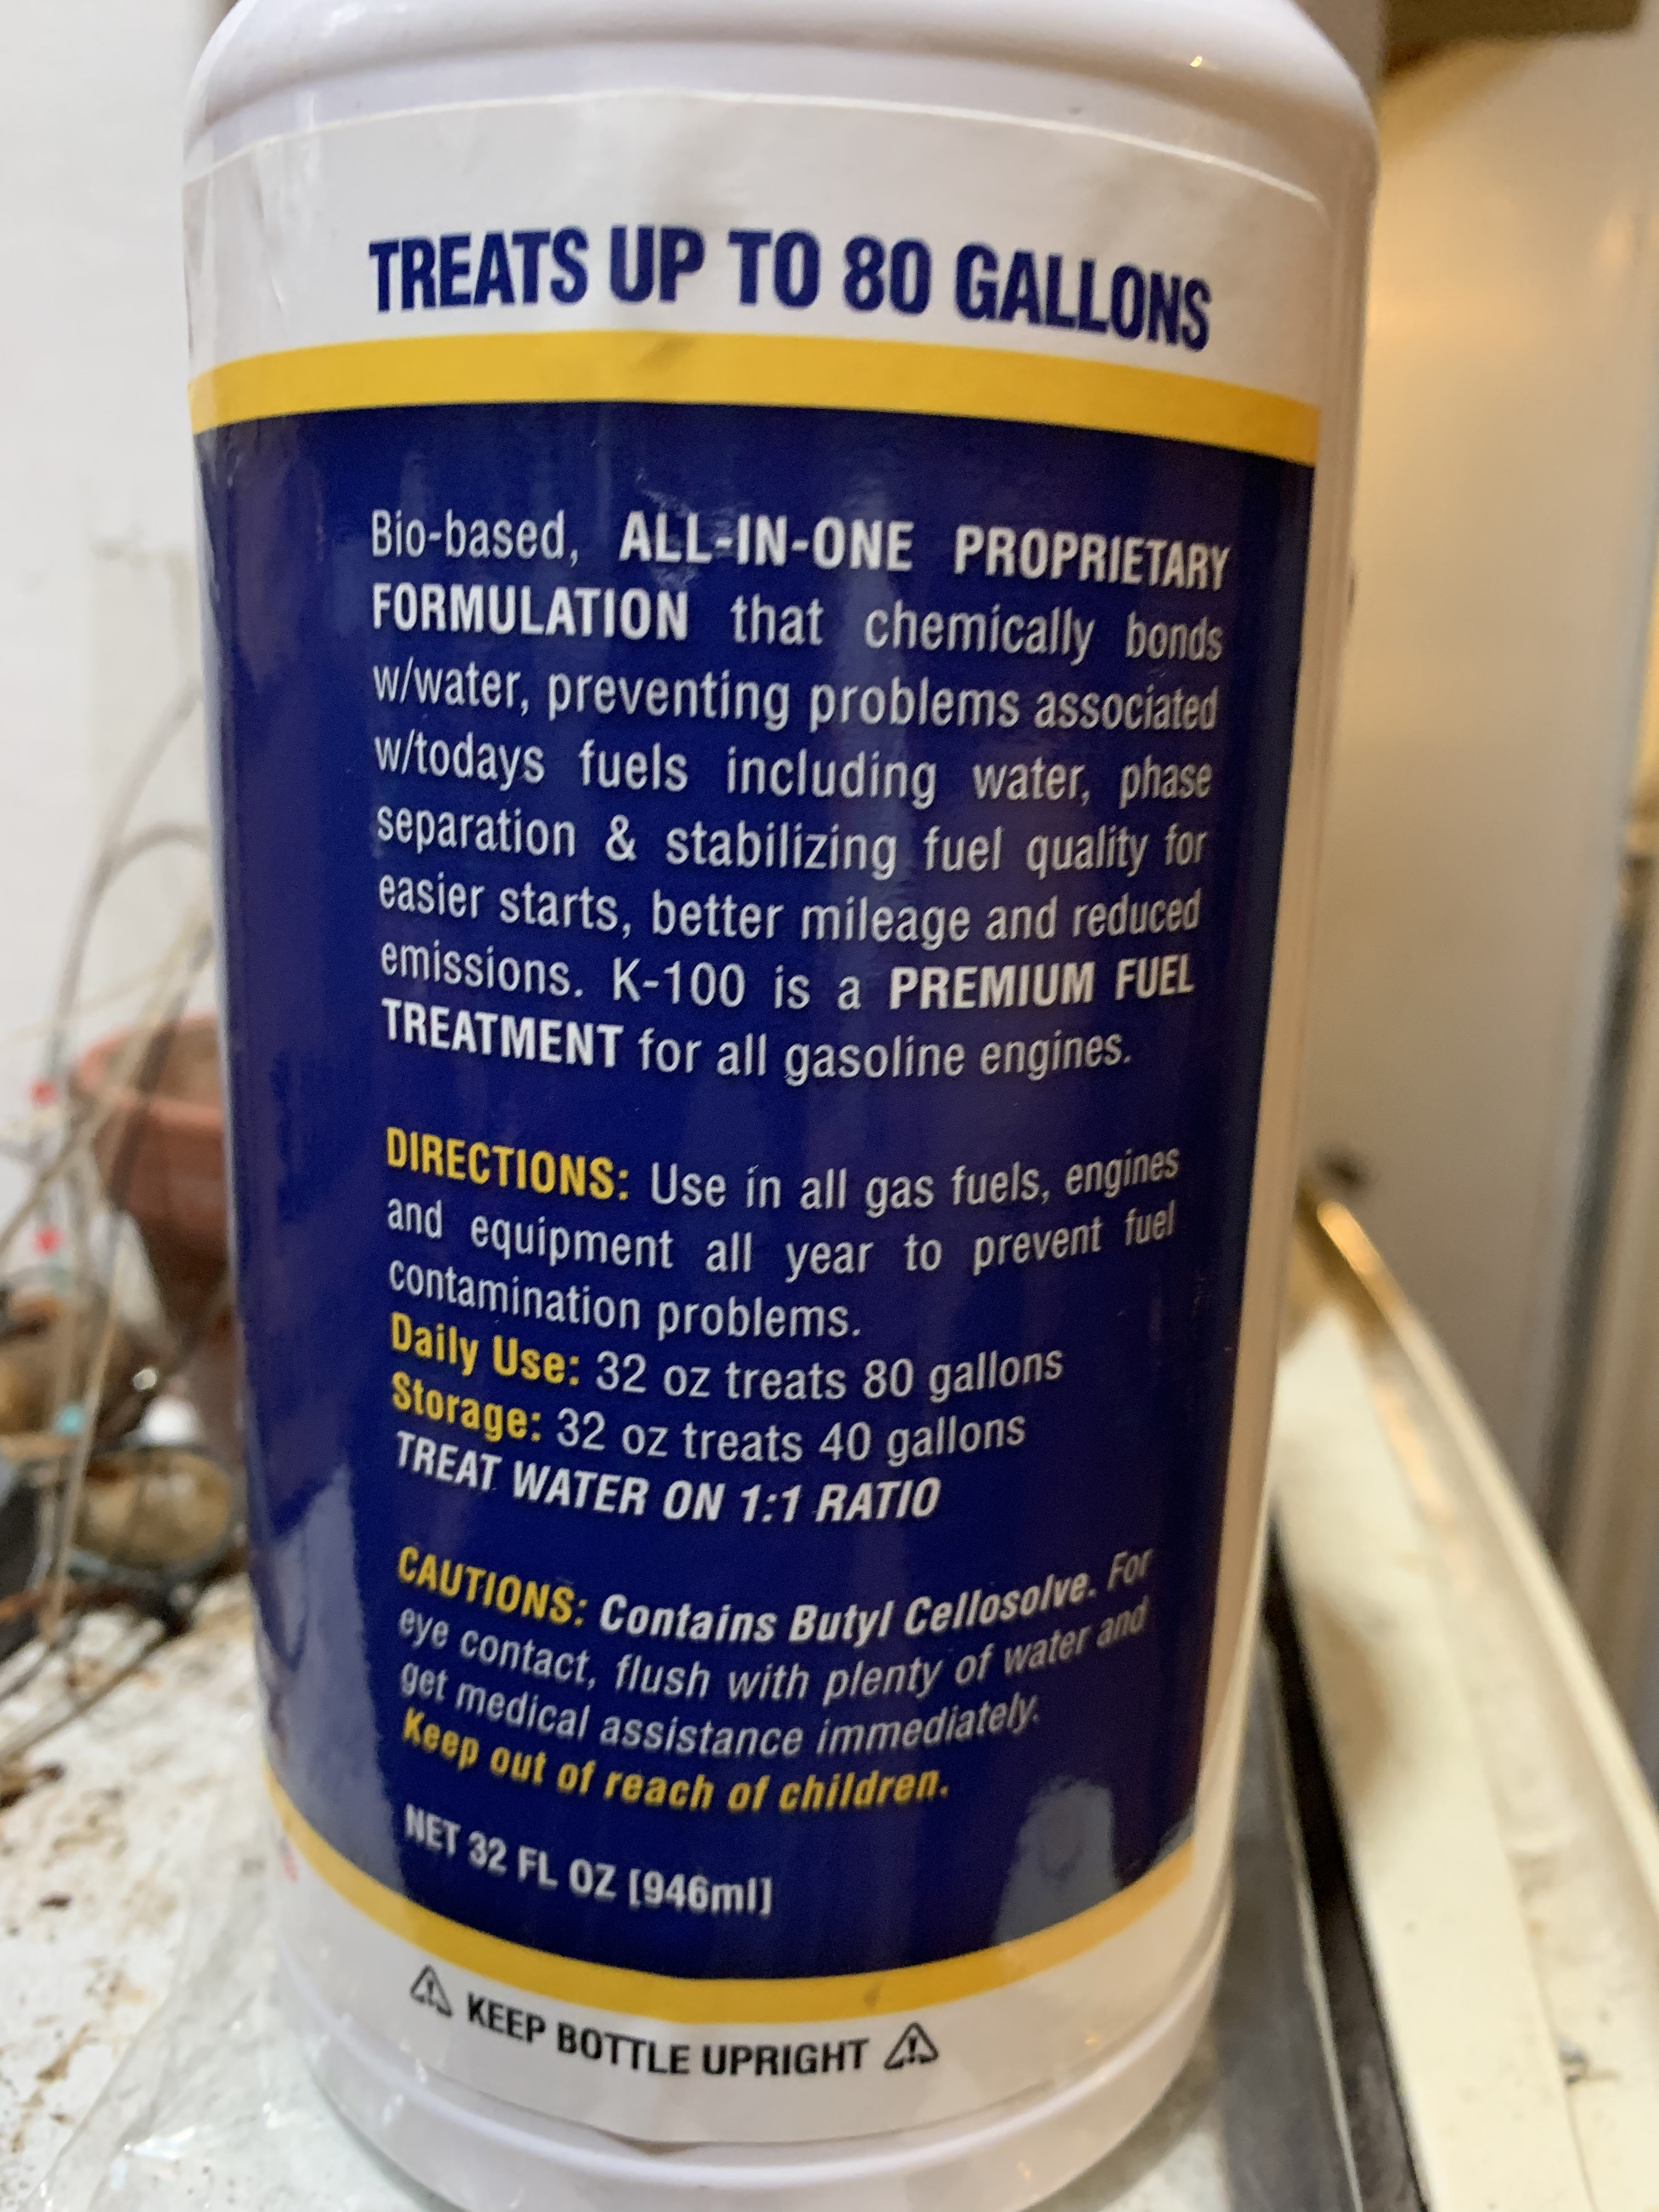 TREATS UP TO 80 GALLONS
Bio-based, ALL-IN-ONE PROPRIETARY
FORMULATION that chemically bonds
w/water, preventing problems associated
w/todays fuels including water, phase
separation & stabilizing fuel quality for
easier starts, better mileage and reduced
emissions. K-100 is a PREMIUM FUEL
TREATMENT for all gasoline engines.
DIRECTIONS: Use in all gas fuels, engines
and equipment all year to prevent fuel
contamination problems.
Daily Use: 32 oz treats 80 gallons
Storage: 32 oz treats 40 gallons
TREAT WATER ON 1:1 RATIO
CAUTIONS: Contains Butyl Cellosolve. For
eye contact, flush with plenty of water and
get medical assistance immediately.
Keep out of reach of children.
NET 32 FL OZ [946ml]
KEEP BOTTLE UPRIGHT